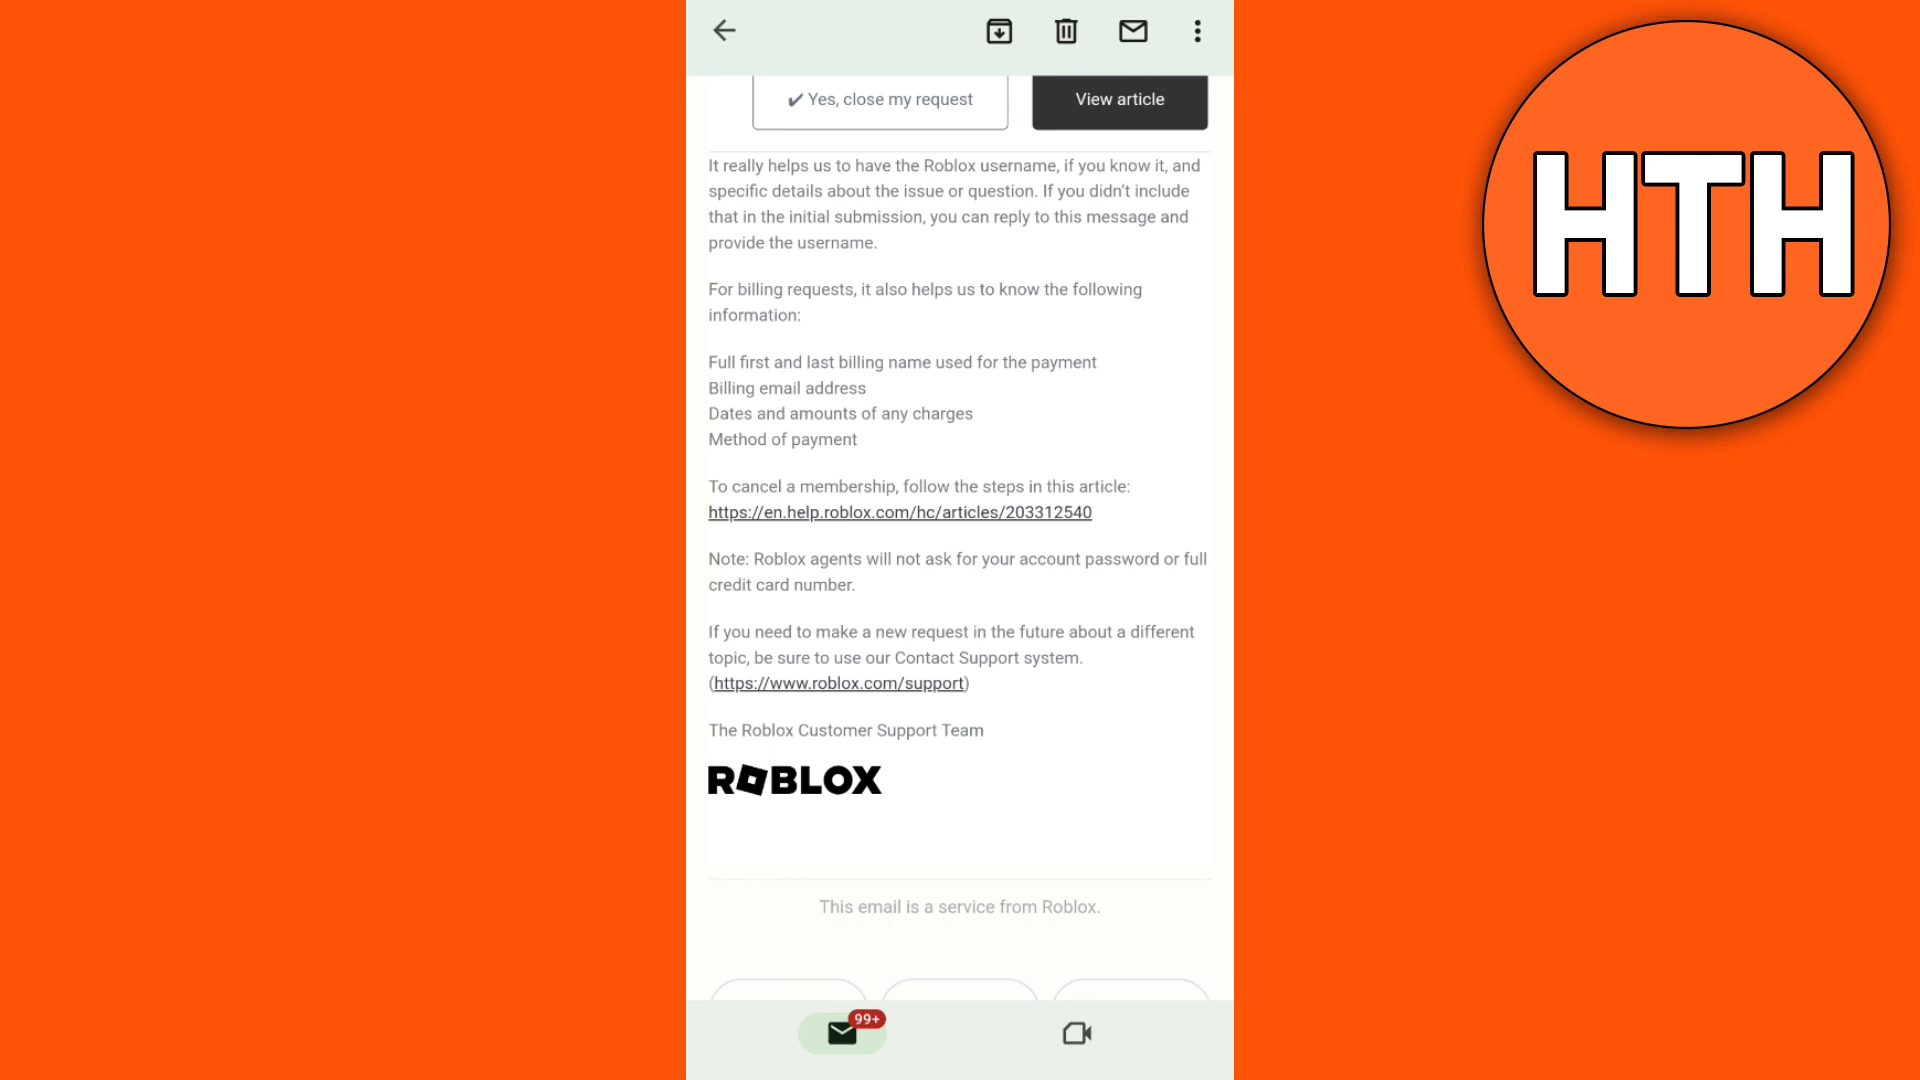 ✔ Yes, close my request
View article
It really helps us to have the Roblox username, if you know it, and
specific details about the issue or question. If you didn't include
that in the initial submission, you can reply to this message and
provide the username.
For billing requests, it also helps us to know the following
information:
Full first and last billing name used for the payment
Billing email address
Dates and amounts of any charges
Method of payment
To cancel a membership, follow the steps in this article:
https://en.help.roblox.com/hc/articles/203312540
Note: Roblox agents will not ask for your account password or full
credit card number.
If you need to make a new request in the future about a different
topic, be sure to use our Contact Support system.
(https://www.roblox.com/support)
The Roblox Customer Support Team
ROBLOX
This email is a service from Roblox.
99+
HTH